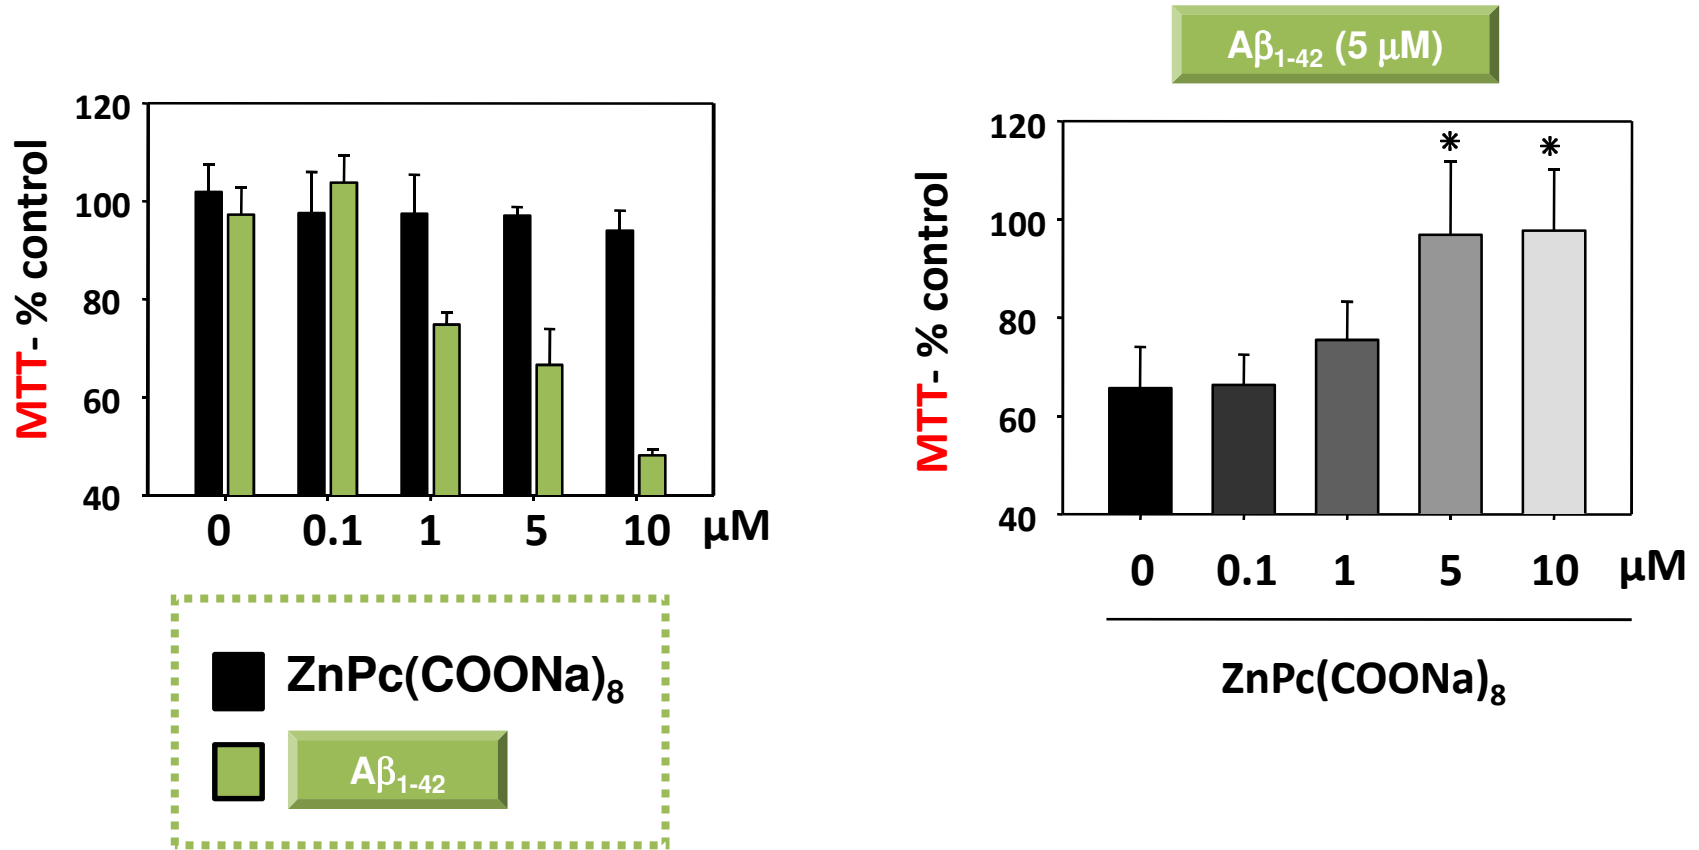 120
100
80
60
40
MTT- % control
0 0.1 1 5 10 μM
ZnPc(COONa)₈
Aβ₁₋₄₂
Aβ₁₋₄₂ (5 μM)
120
100
80
60
40
MTT- % control
* *
0 0.1 1 5 10 μM
ZnPc(COONa)₈